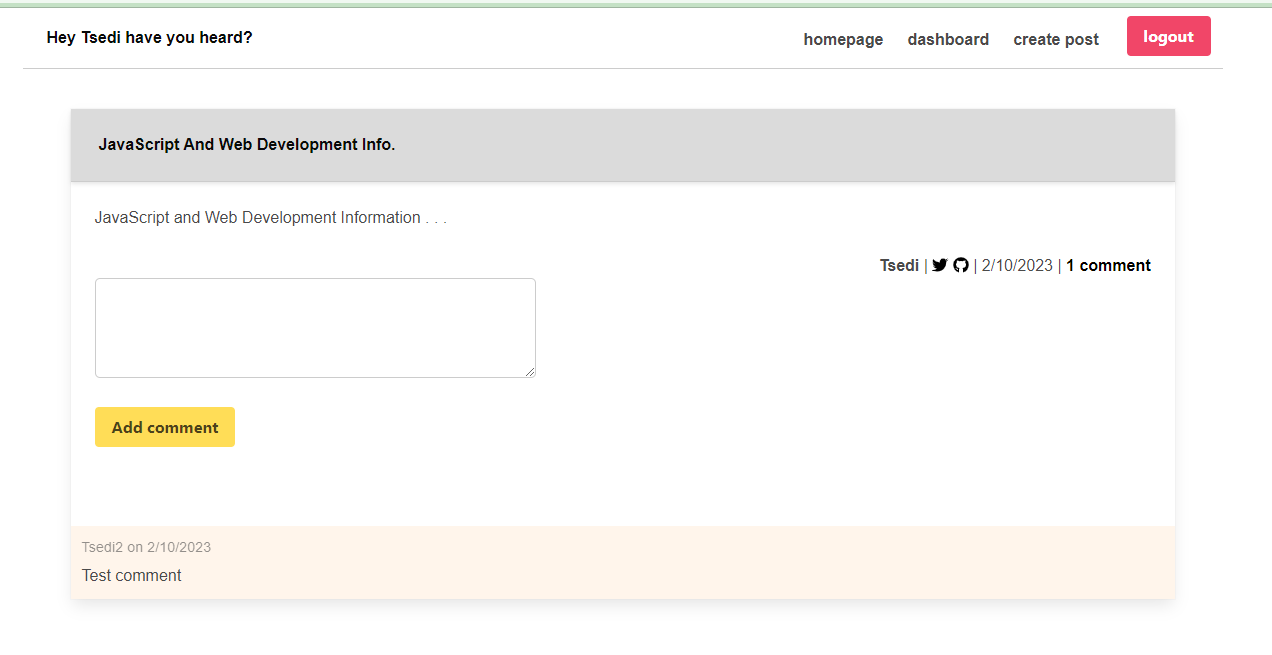 Hey Tsedi have you heard?
homepage dashboard create post logout
JavaScript And Web Development Info.
JavaScript and Web Development Information . . .
Tsedi | | 2/10/2023 | 1 comment
Add comment
Tsedi2 on 2/10/2023
Test comment